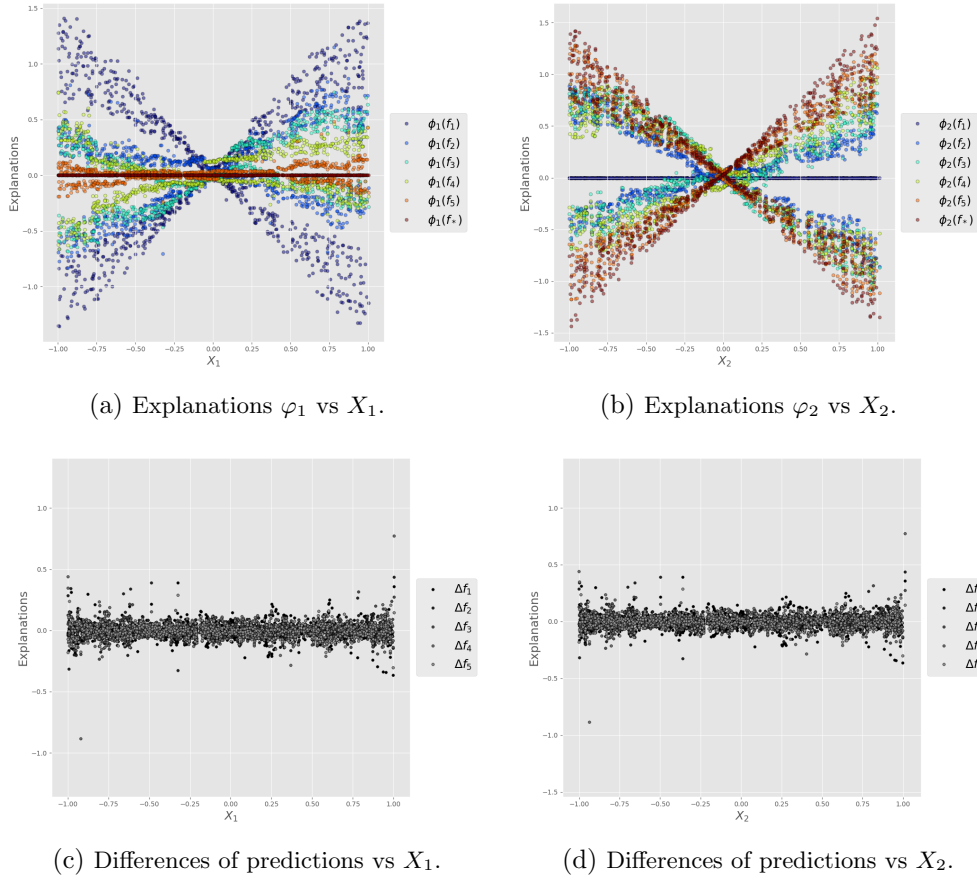 1.5
1.0
0.5
0.0
−0.5
−1.0
Explanations
−1.00 −0.75 −0.50 −0.25 0.00 0.25 0.50 0.75 1.00
X₁
ϕ₁(f₁)
ϕ₁(f₂)
ϕ₁(f₃)
ϕ₁(f₄)
ϕ₁(f₅)
ϕ₁(f∗)
(a) Explanations φ₁ vs X₁.
1.5
1.0
0.5
0.0
−0.5
−1.0
−1.5
Explanations
−1.00 −0.75 −0.50 −0.25 0.00 0.25 0.50 0.75 1.00
X₂
ϕ₂(f₁)
ϕ₂(f₂)
ϕ₂(f₃)
ϕ₂(f₄)
ϕ₂(f₅)
ϕ₂(f∗)
(b) Explanations φ₂ vs X₂.
1.0
0.5
0.0
−0.5
−1.0
Explanations
−1.00 −0.75 −0.50 −0.25 0.00 0.25 0.50 0.75 1.00
X₁
Δf₁
Δf₂
Δf₃
Δf₄
Δf₅
(c) Differences of predictions vs X₁.
1.0
0.5
0.0
−0.5
−1.0
−1.5
Explanations
−1.00 −0.75 −0.50 −0.25 0.00 0.25 0.50 0.75 1.00
X₂
Δf
Δf
Δf
Δf
Δf
(d) Differences of predictions vs X₂.